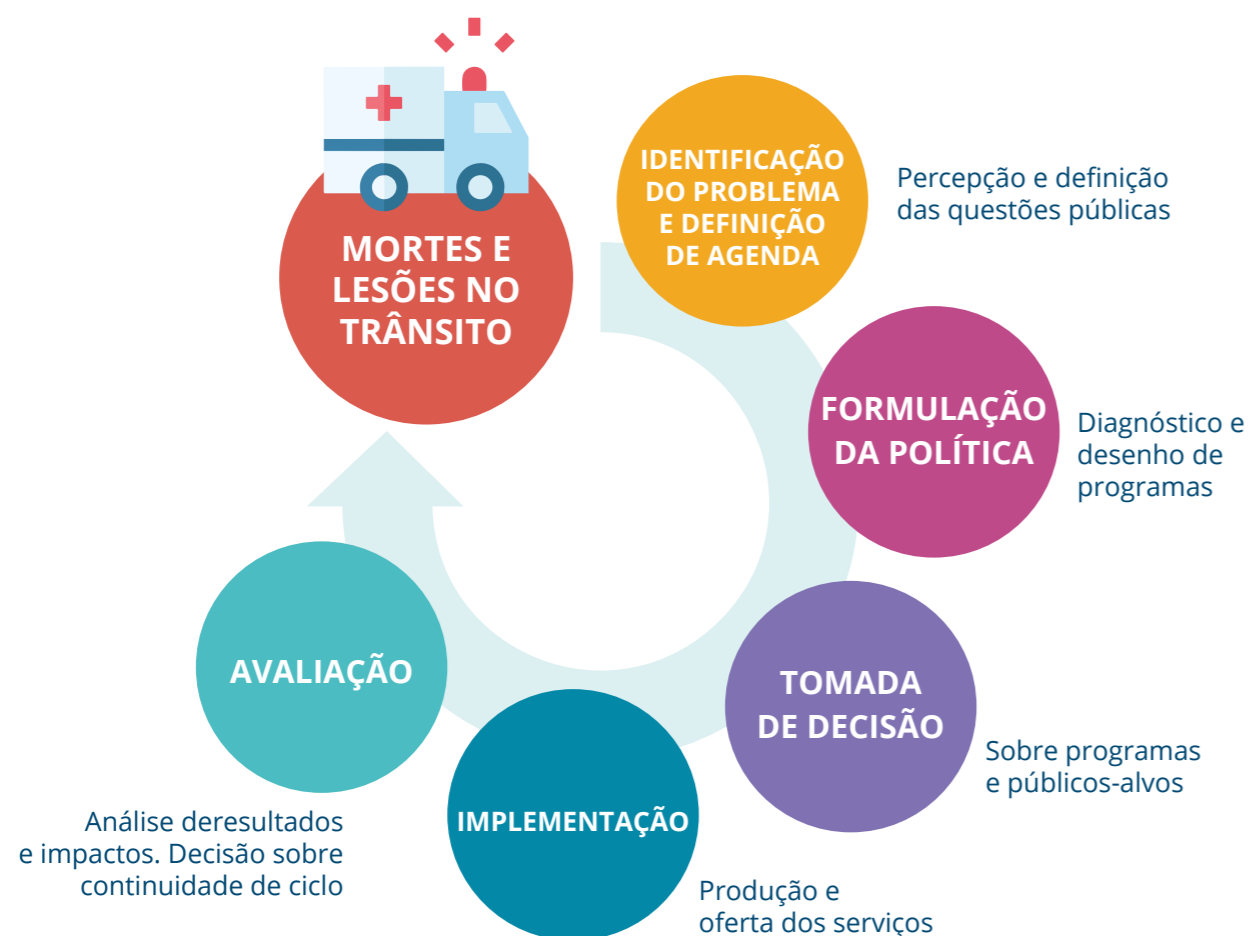 MORTES E
LESÕES NO
TRÂNSITO
IDENTIFICAÇÃO
DO PROBLEMA
E DEFINIÇÃO
DE AGENDA
Percepção e definição
das questões públicas
FORMULAÇÃO
DA POLÍTICA
Diagnóstico e
desenho de
programas
TOMADA
DE DECISÃO
Sobre programas
e públicos-alvos
IMPLEMENTAÇÃO
Produção e
oferta dos serviços
AVALIAÇÃO
Análise deresultados
e impactos. Decisão sobre
continuidade de ciclo